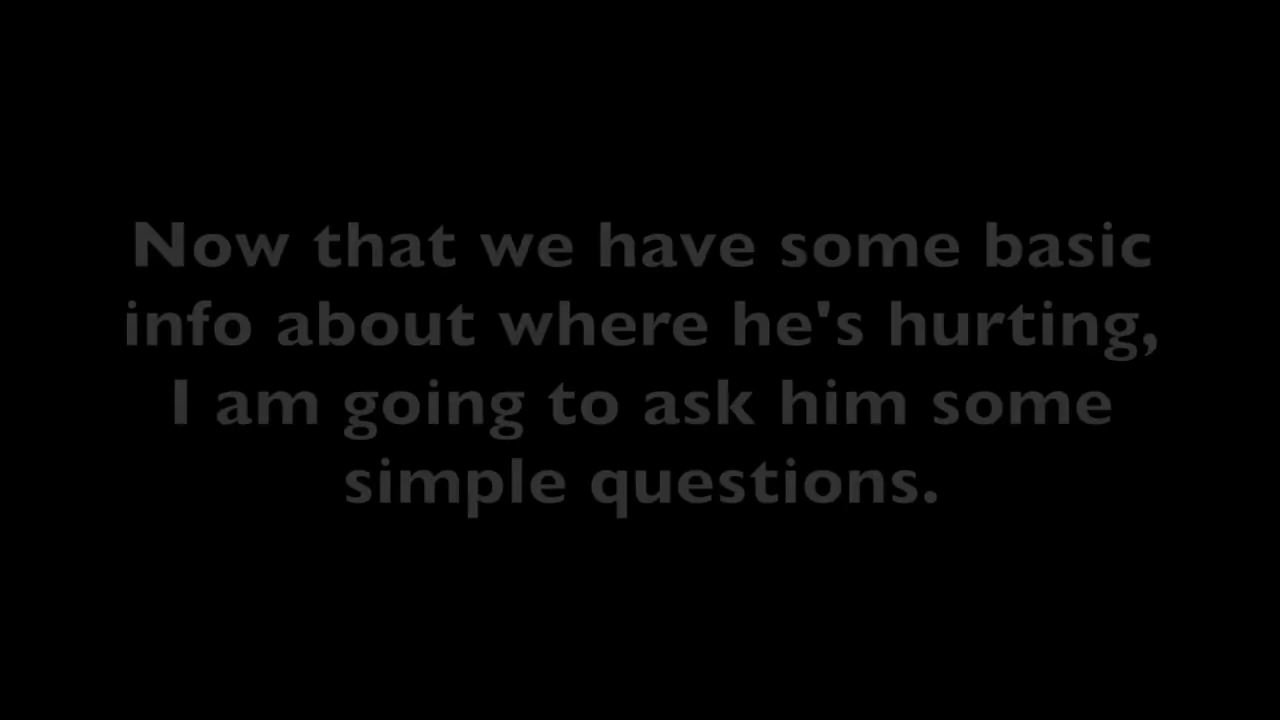 Now that we have some basic
info about where he's hurting,
I am going to ask him some
simple questions.